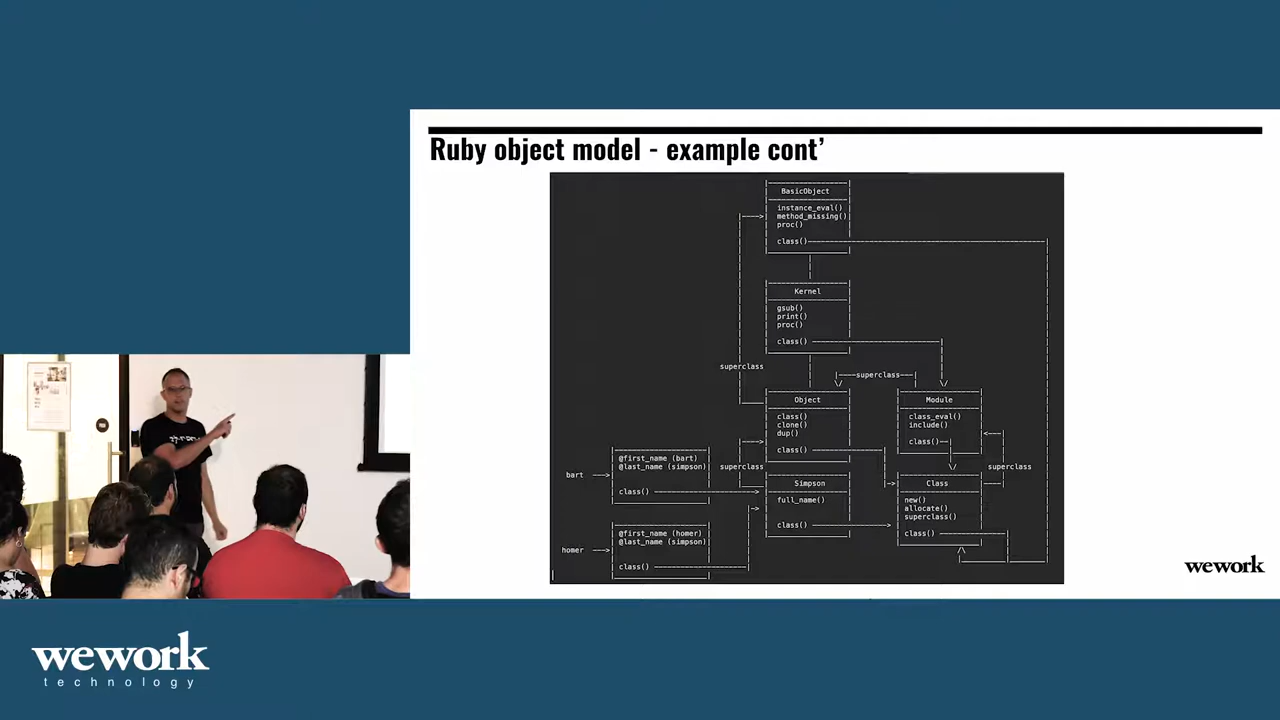 Ruby object model - example cont’
BasicObject
instance_eval()
method_missing()
proc()
class()
Kernel
gsub()
print()
proc()
class()
superclass
superclass
Object
class()
clone()
dup()
class()
Module
class_eval()
include()
class()
@first_name (bart)
@last_name (simpson)
bart
class()
superclass
superclass
Simpson
full_name()
class()
Class
new()
allocate()
superclass()
class()
@first_name (homer)
@last_name (simpson)
homer
class()
wework
wework
technology